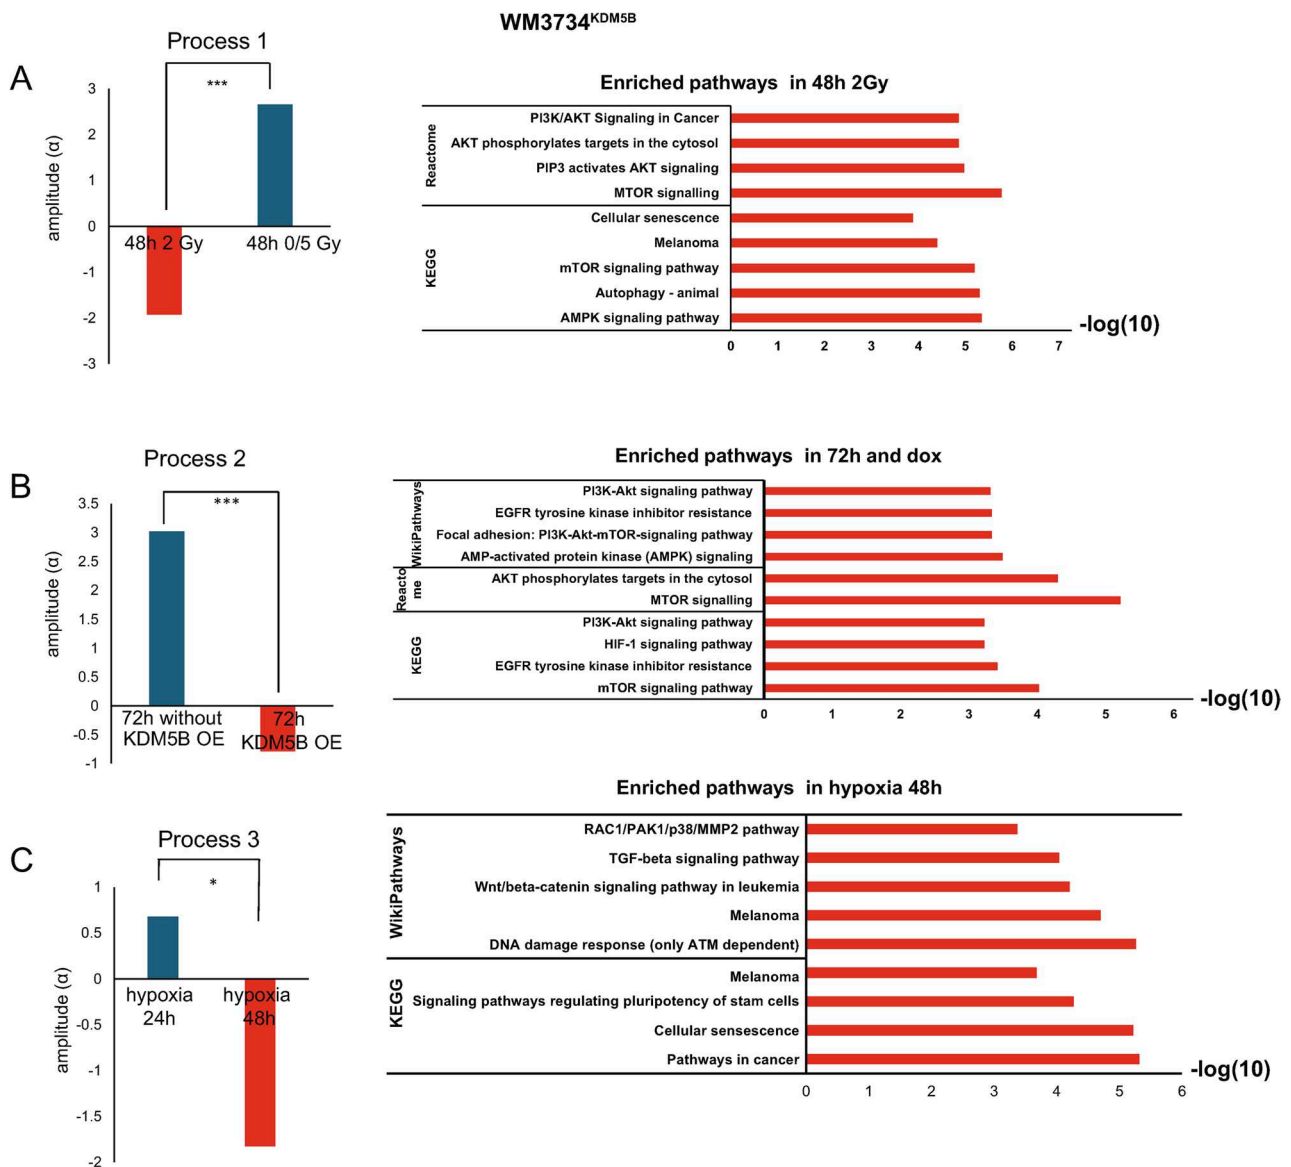 WM3734KDM5B
A
Process 1
***
amplitude (α)
3
2
1
0
-1
-2
-3
48h 2 Gy
48h 0/5 Gy
Enriched pathways in 48h 2Gy
Reactome
PI3K/AKT Signaling in Cancer
AKT phosphorylates targets in the cytosol
PIP3 activates AKT signaling
MTOR signalling
KEGG
Cellular senescence
Melanoma
mTOR signaling pathway
Autophagy - animal
AMPK signaling pathway
-log(10)
0 1 2 3 4 5 6 7
B
Process 2
***
amplitude (α)
3.5
3
2.5
2
1.5
1
0.5
0
-0.5
-1
72h without
KDM5B OE
72h
KDM5B OE
Enriched pathways in 72h and dox
WikiPathways
PI3K-Akt signaling pathway
EGFR tyrosine kinase inhibitor resistance
Focal adhesion: PI3K-Akt-mTOR-signaling pathway
AMP-activated protein kinase (AMPK) signaling
Reacto
me
AKT phosphorylates targets in the cytosol
MTOR signalling
KEGG
PI3K-Akt signaling pathway
HIF-1 signaling pathway
EGFR tyrosine kinase inhibitor resistance
mTOR signaling pathway
-log(10)
0 1 2 3 4 5 6
C
Process 3
*
amplitude (α)
1
0.5
0
-0.5
-1
-1.5
-2
hypoxia
24h
hypoxia
48h
Enriched pathways in hypoxia 48h
WikiPathways
RAC1/PAK1/p38/MMP2 pathway
TGF-beta signaling pathway
Wnt/beta-catenin signaling pathway in leukemia
Melanoma
DNA damage response (only ATM dependent)
KEGG
Melanoma
Signaling pathways regulating pluripotency of stam cells
Cellular sensescence
Pathways in cancer
-log(10)
0 1 2 3 4 5 6